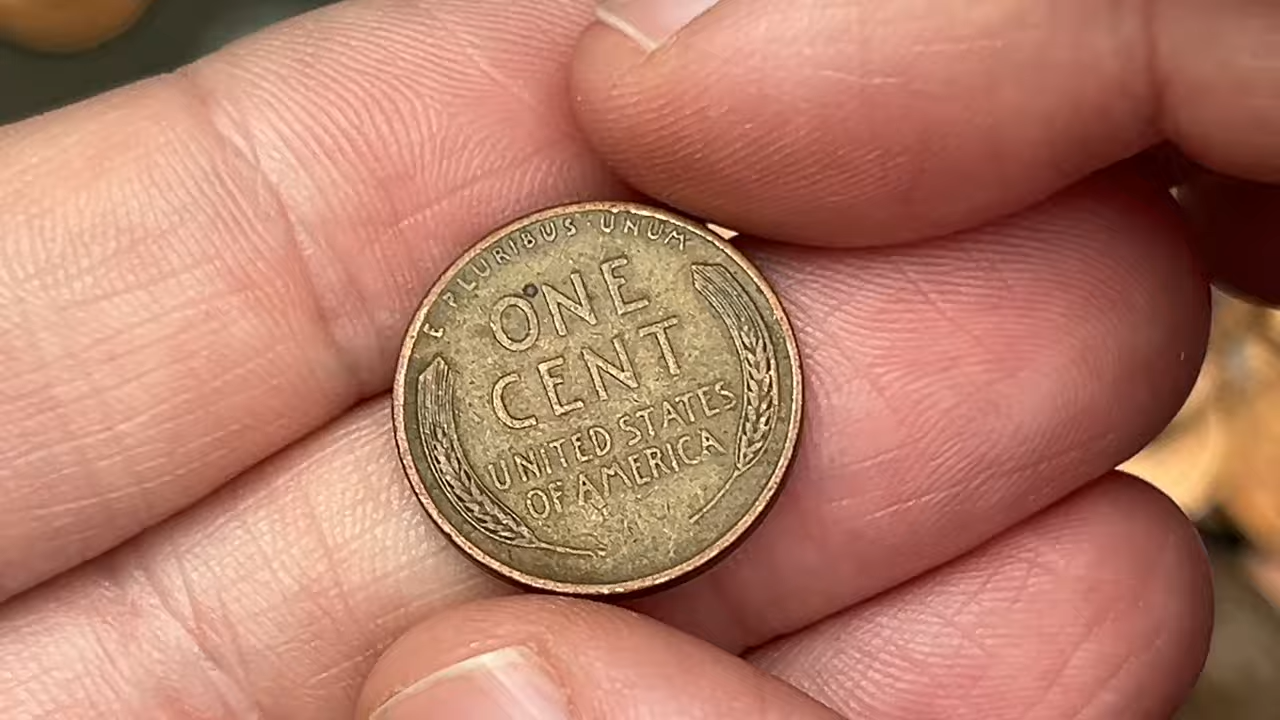 E PLURIBUS · UNUM
ONE
CENT
UNITED STATES
OF AMERICA